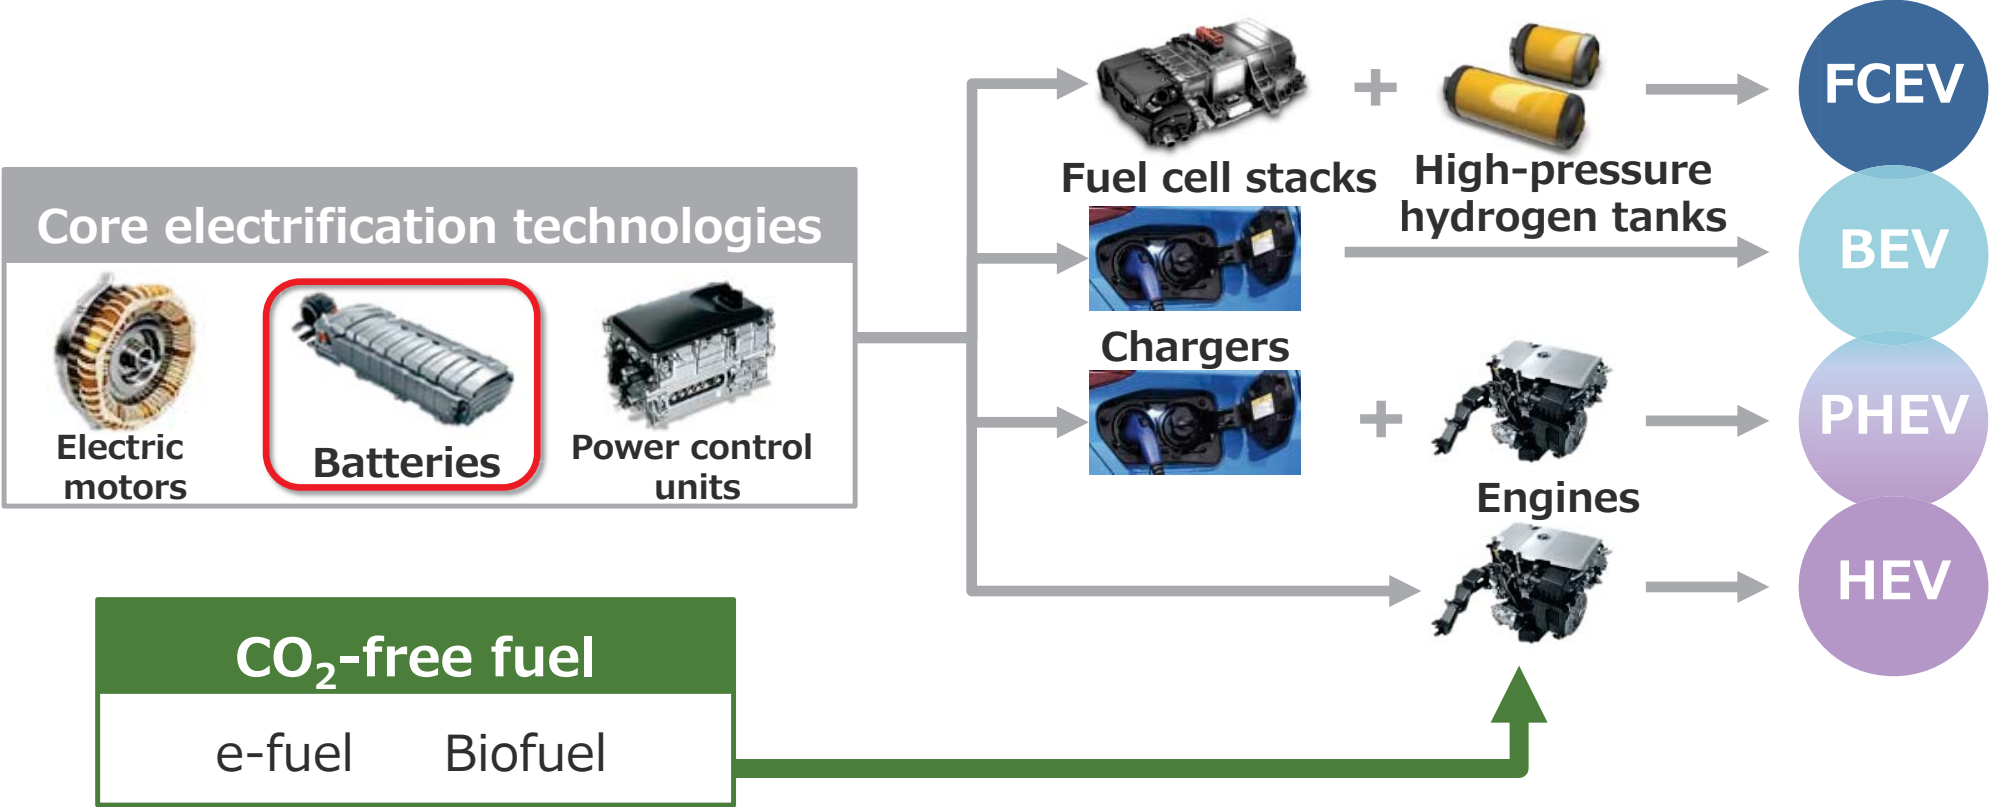 Core electrification technologies
Electric
motors
Batteries
Power control
units
Fuel cell stacks
High-pressure
hydrogen tanks
Chargers
Engines
FCEV
BEV
PHEV
HEV
CO₂-free fuel
e-fuel Biofuel